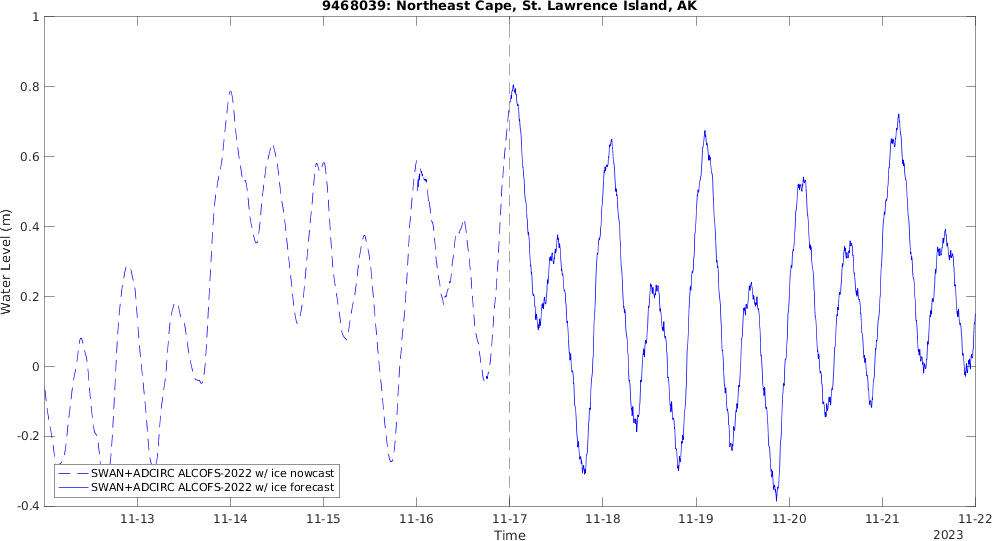 9468039: Northeast Cape, St. Lawrence Island, AK
1
0.8
0.6
0.4
0.2
0
-0.2
-0.4
Water Level (m)
SWAN+ADCIRC ALCOFS-2022 w/ ice nowcast
SWAN+ADCIRC ALCOFS-2022 w/ ice forecast
11-13 11-14 11-15 11-16 11-17 11-18 11-19 11-20 11-21 11-22
Time
2023